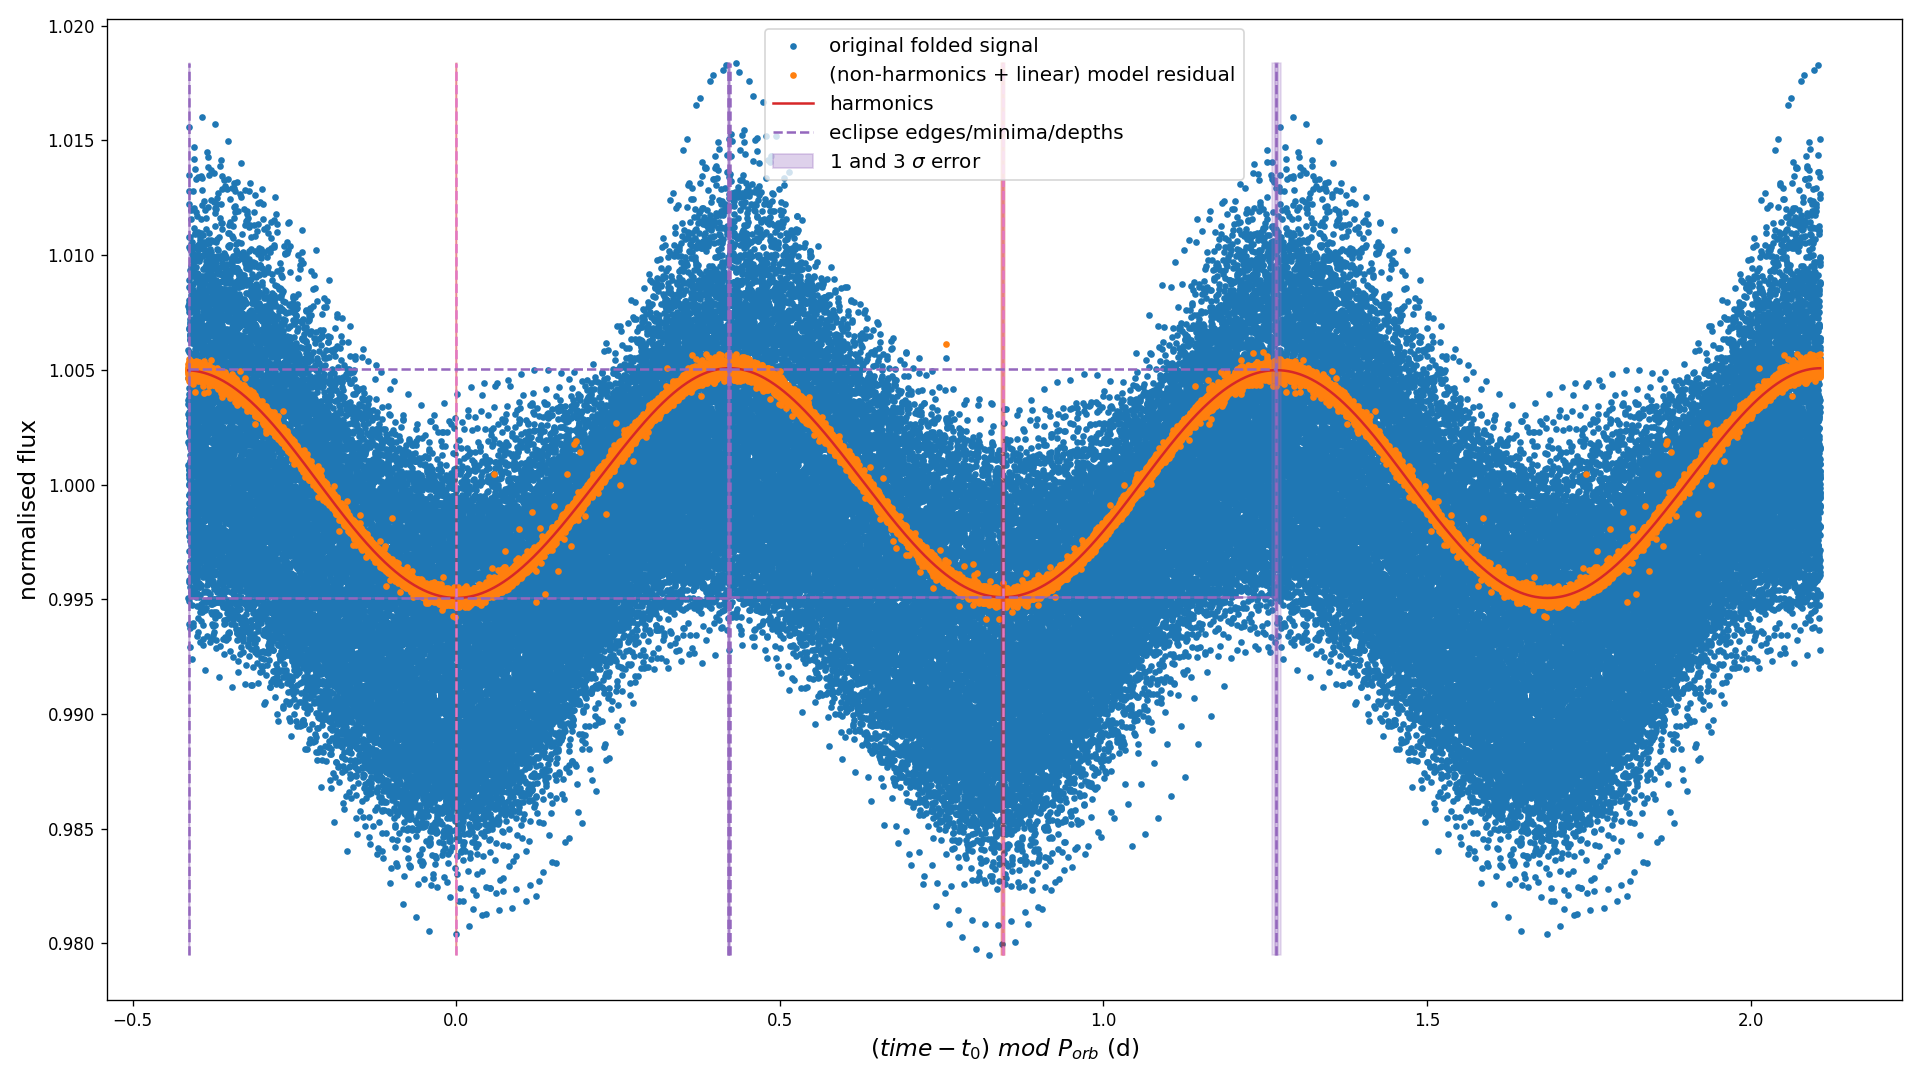 1.020
1.015
1.010
1.005
1.000
0.995
0.990
0.985
0.980
normalised flux
original folded signal
(non-harmonics + linear) model residual
harmonics
eclipse edges/minima/depths
1 and 3 σ error
−0.5 0.0 0.5 1.0 1.5 2.0
(time − t₀) mod Pₒᵣb (d)